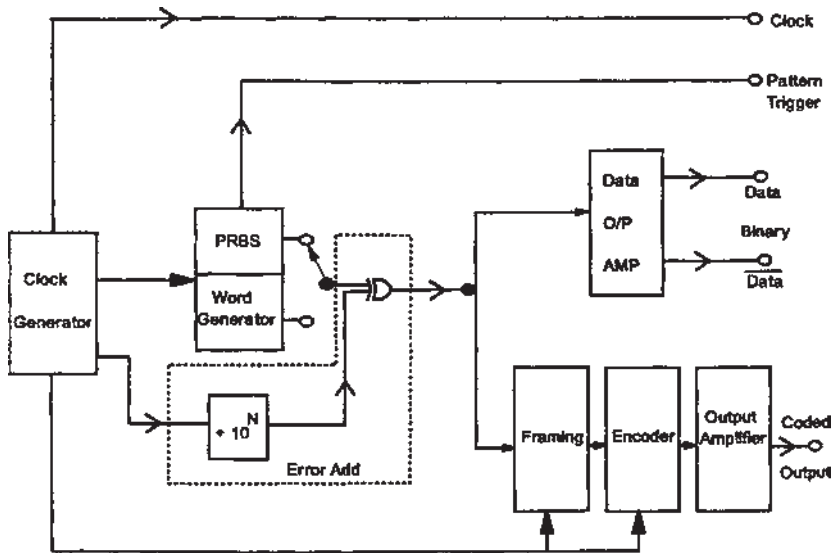 Clock
Pattern
Trigger
Data
O/P
AMP
Data
Binary
Data
PRBS
Word
Generator
Clock
Generator
÷ 10 N
Error Add
Framing
Encoder
Output
Amplifier
Coded
Output